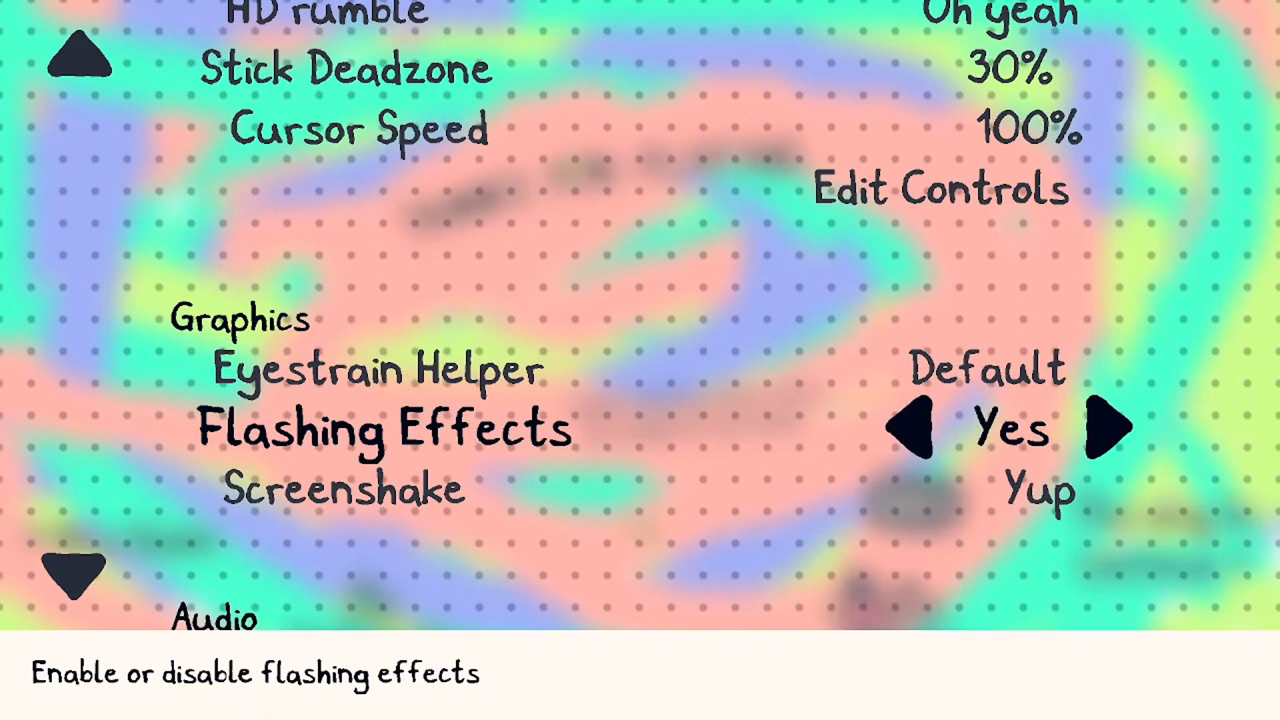 HD rumble Oh yeah
Stick Deadzone 30%
Cursor Speed 100%
Edit Controls
Graphics
Eyestrain Helper Default
Flashing Effects Yes
Screenshake Yup
Audio
Enable or disable flashing effects